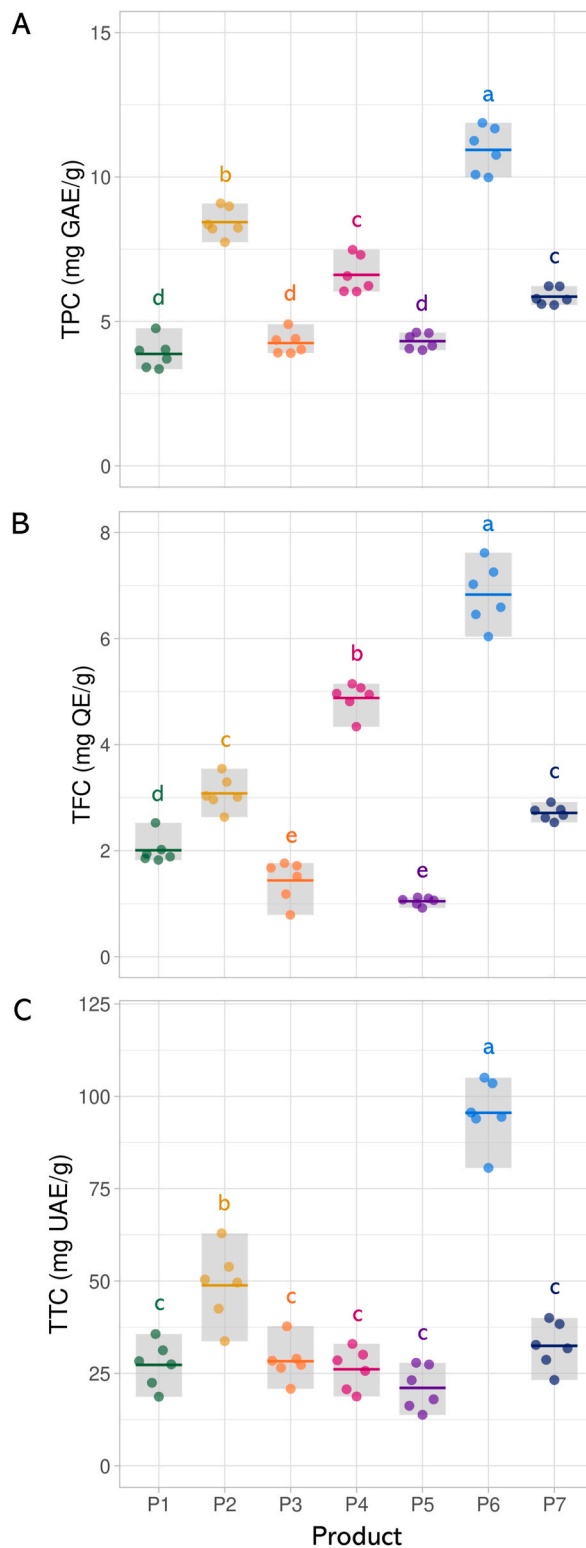 A
TPC (mg GAE/g)
15
10
5
0
a
b
c
c
d
d
d
B
TFC (mg QE/g)
8
6
4
2
0
a
b
c
c
d
e
e
C
TTC (mg UAE/g)
125
100
75
50
25
0
a
b
c
c
c
c
c
P1 P2 P3 P4 P5 P6 P7
Product